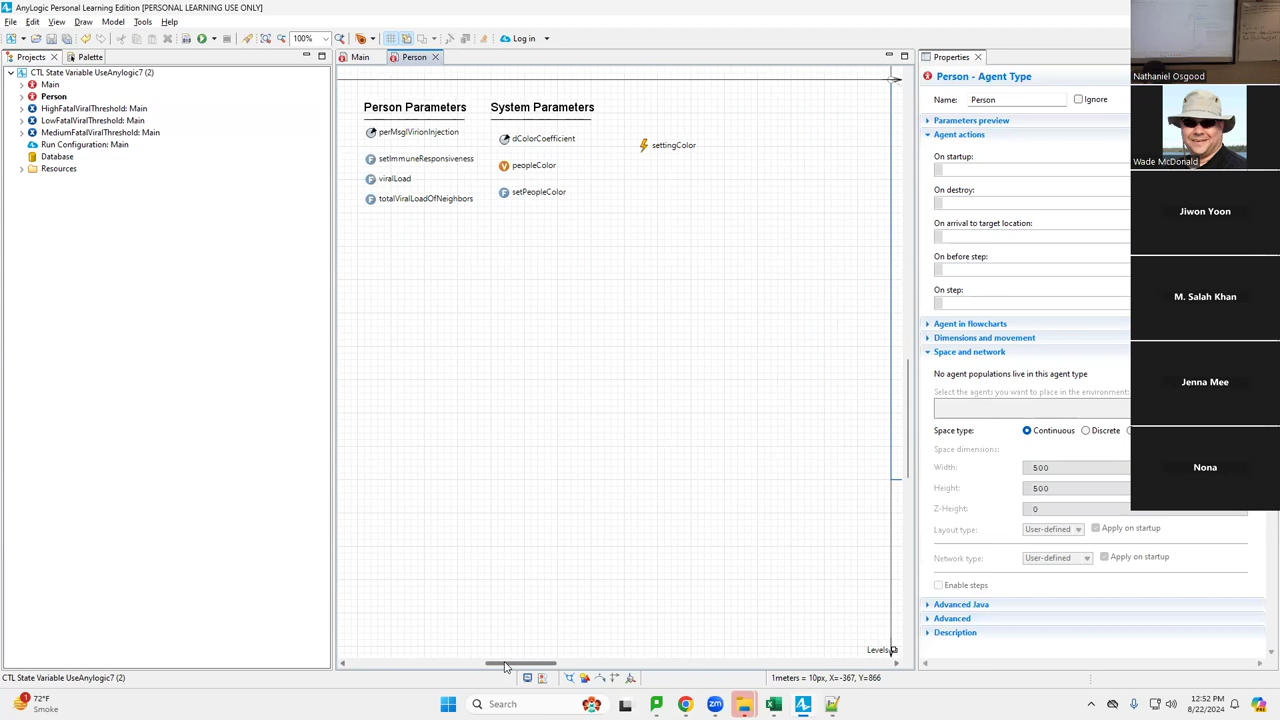 AnyLogic Personal Learning Edition [PERSONAL LEARNING USE ONLY]
File Edit View Draw Model Tools Help
100% Log in
Projects Palette
Main Person
Properties
CTL State Variable UseAnylogic7 (2)
Main
Person
HighFatalViralThreshold: Main
LowFatalViralThreshold: Main
MediumFatalViralThreshold: Main
Run Configuration: Main
Database
Resources
Person Parameters
perMsgVirionInjection
setImmuneResponsiveness
viralLoad
totalViralLoadOfNeighbors
System Parameters
dColorCoefficient
peopleColor
setPeopleColor
settingColor
Levels
Person - Agent Type
Name: Person Ignore
Parameters preview
Agent actions
On startup:
On destroy:
On arrival to target location:
On before step:
On step:
Agent in flowcharts
Dimensions and movement
Space and network
No agent populations live in this agent type
Select the agents you want to place in the environment:
Space type: Continuous Discrete
Space dimensions:
Width: 500
Height: 500
Z-Height: 0
Layout type: User-defined Apply on startup
Network type: User-defined Apply on startup
Enable steps
Advanced Java
Advanced
Description
Nathaniel Osgood
Wade McDonald
Jiwon Yoon
M. Salah Khan
Jenna Mee
Nona
CTL State Variable UseAnylogic7 (2)
1meters = 10px, X=-367, Y=866
1
72°F
Smoke
Search
12:52 PM
8/22/2024